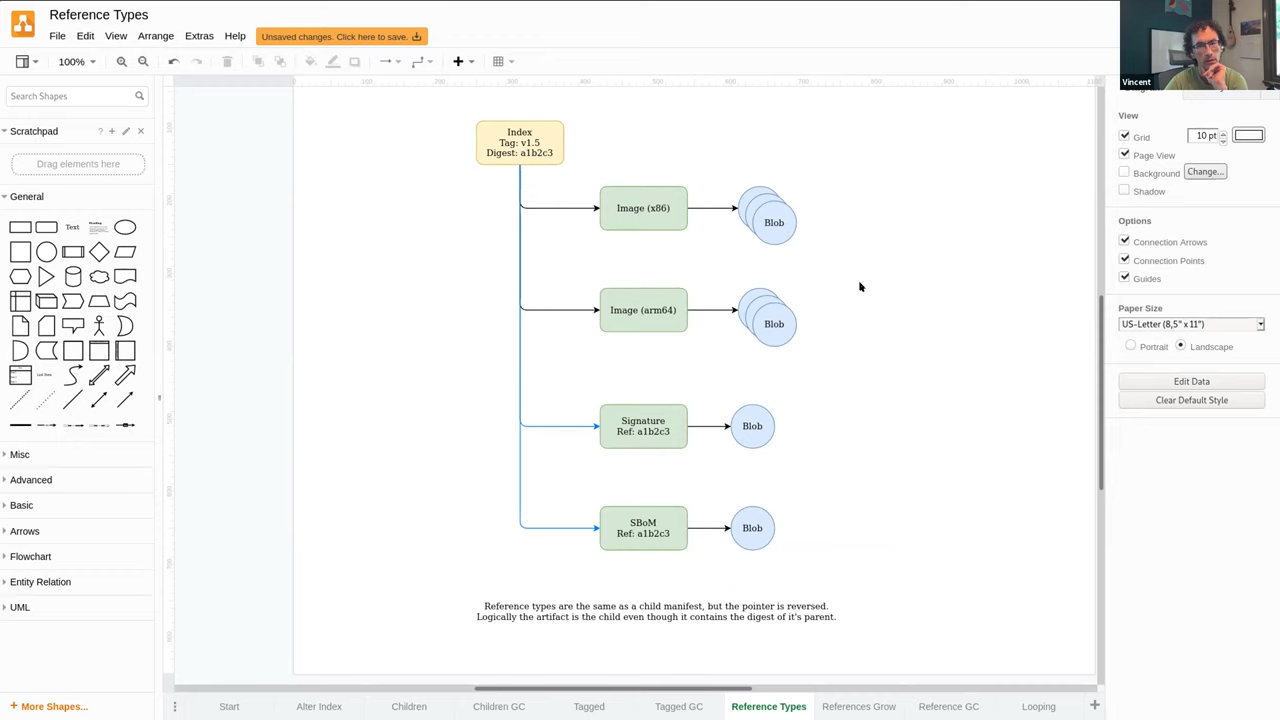 Reference Types
File Edit View Arrange Extras Help
Unsaved changes. Click here to save.
100%
Vincent
Search Shapes
Scratchpad
Drag elements here
General
Text
Misc
Advanced
Basic
Arrows
Flowchart
Entity Relation
UML
+ More Shapes...
Index
Tag: v1.5
Digest: a1b2c3
Image (x86)
Blob
Image (arm64)
Blob
Signature
Ref: a1b2c3
Blob
SBoM
Ref: a1b2c3
Blob
Reference types are the same as a child manifest, but the pointer is reversed.
Logically the artifact is the child even though it contains the digest of it's parent.
View
Grid
10 pt
Page View
Background
Change...
Shadow
Options
Connection Arrows
Connection Points
Guides
Paper Size
US-Letter (8,5" x 11")
Portrait
Landscape
Edit Data
Clear Default Style
Start
Alter Index
Children
Children GC
Tagged
Tagged GC
Reference Types
References Grow
Reference GC
Looping